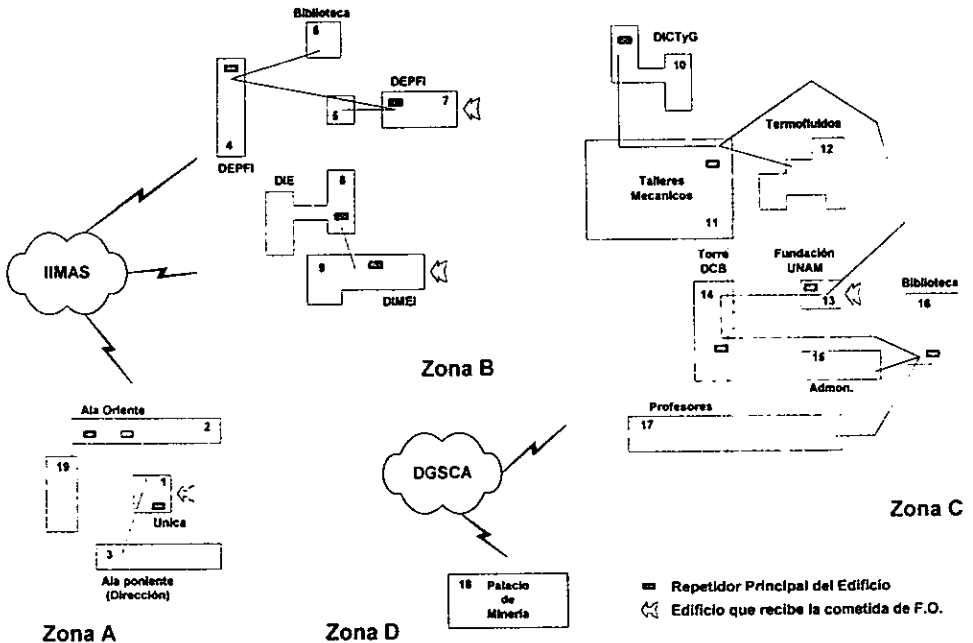 Biblioteca
6
DEPFI
7
5
4
DEPFI
DICTyG
10
Termofluidos
12
Talleres
Mecanicos
11
DIE
8
9
DIMEI
IIMAS
Torre
DCB
14
Fundación
UNAM
13
Biblioteca
16
15
Admon.
Zona B
Profesores
17
Ala Oriente
2
19
1
Unica
3
Ala poniente
(Dirección)
Zona A
DGSCA
Zona C
18 Palacio
de
Minería
Zona D
Repetidor Principal del Edificio
Edificio que recibe la cometida de F.O.